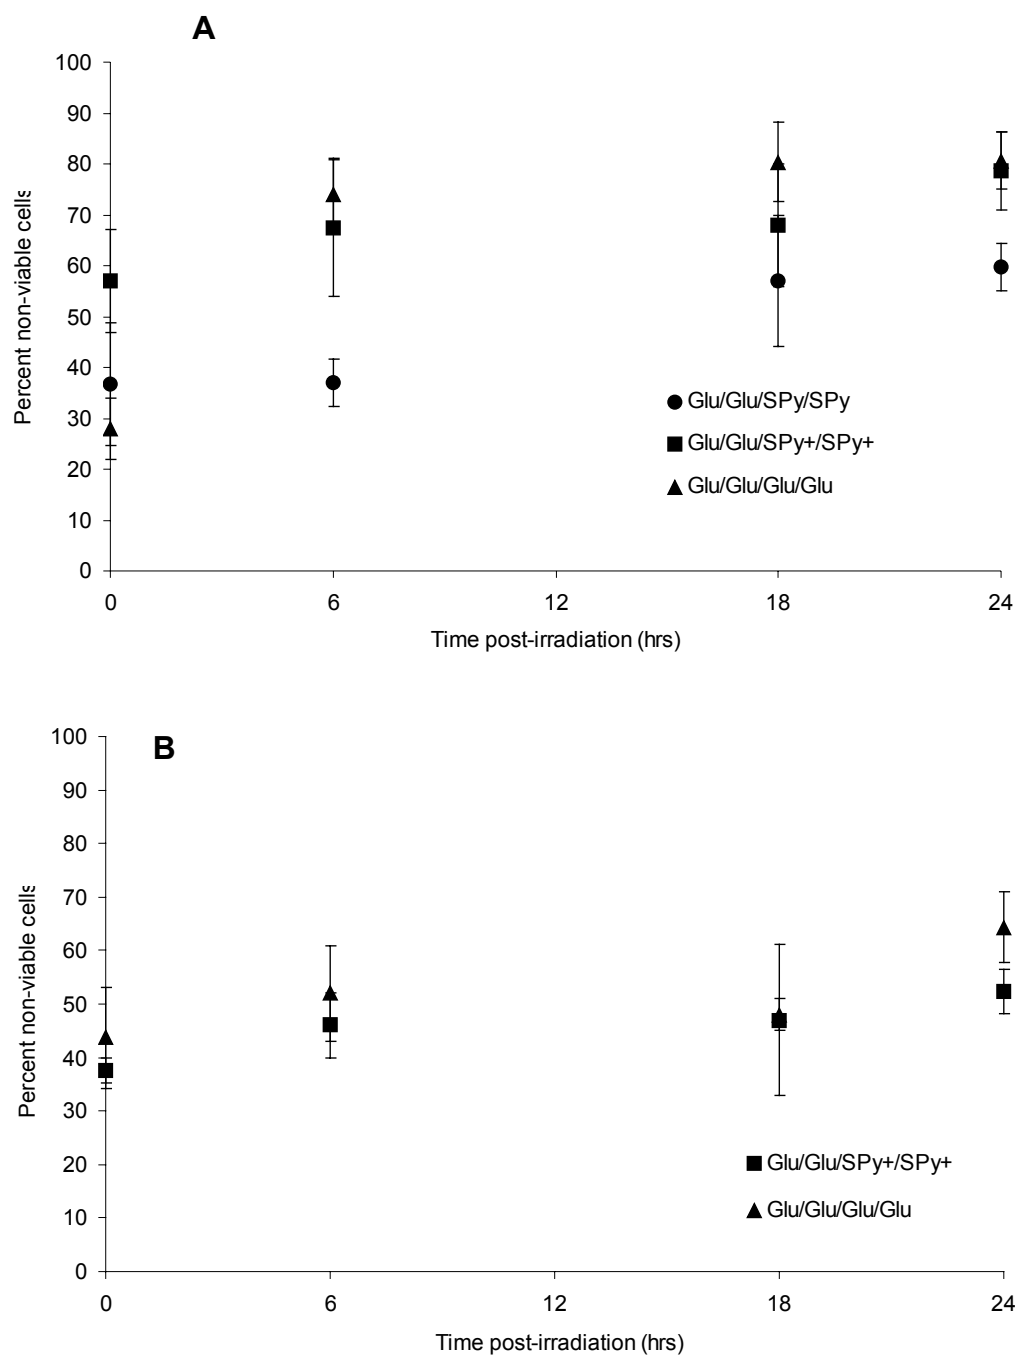 A
100
90
80
70
60
50
40
30
20
10
0
Percent non-viable cells
Glu/Glu/SPy/SPy
Glu/Glu/SPy+/SPy+
Glu/Glu/Glu/Glu
0 6 12 18 24
Time post-irradiation (hrs)
B
100
90
80
70
60
50
40
30
20
10
0
Percent non-viable cells
Glu/Glu/SPy+/SPy+
Glu/Glu/Glu/Glu
0 6 12 18 24
Time post-irradiation (hrs)